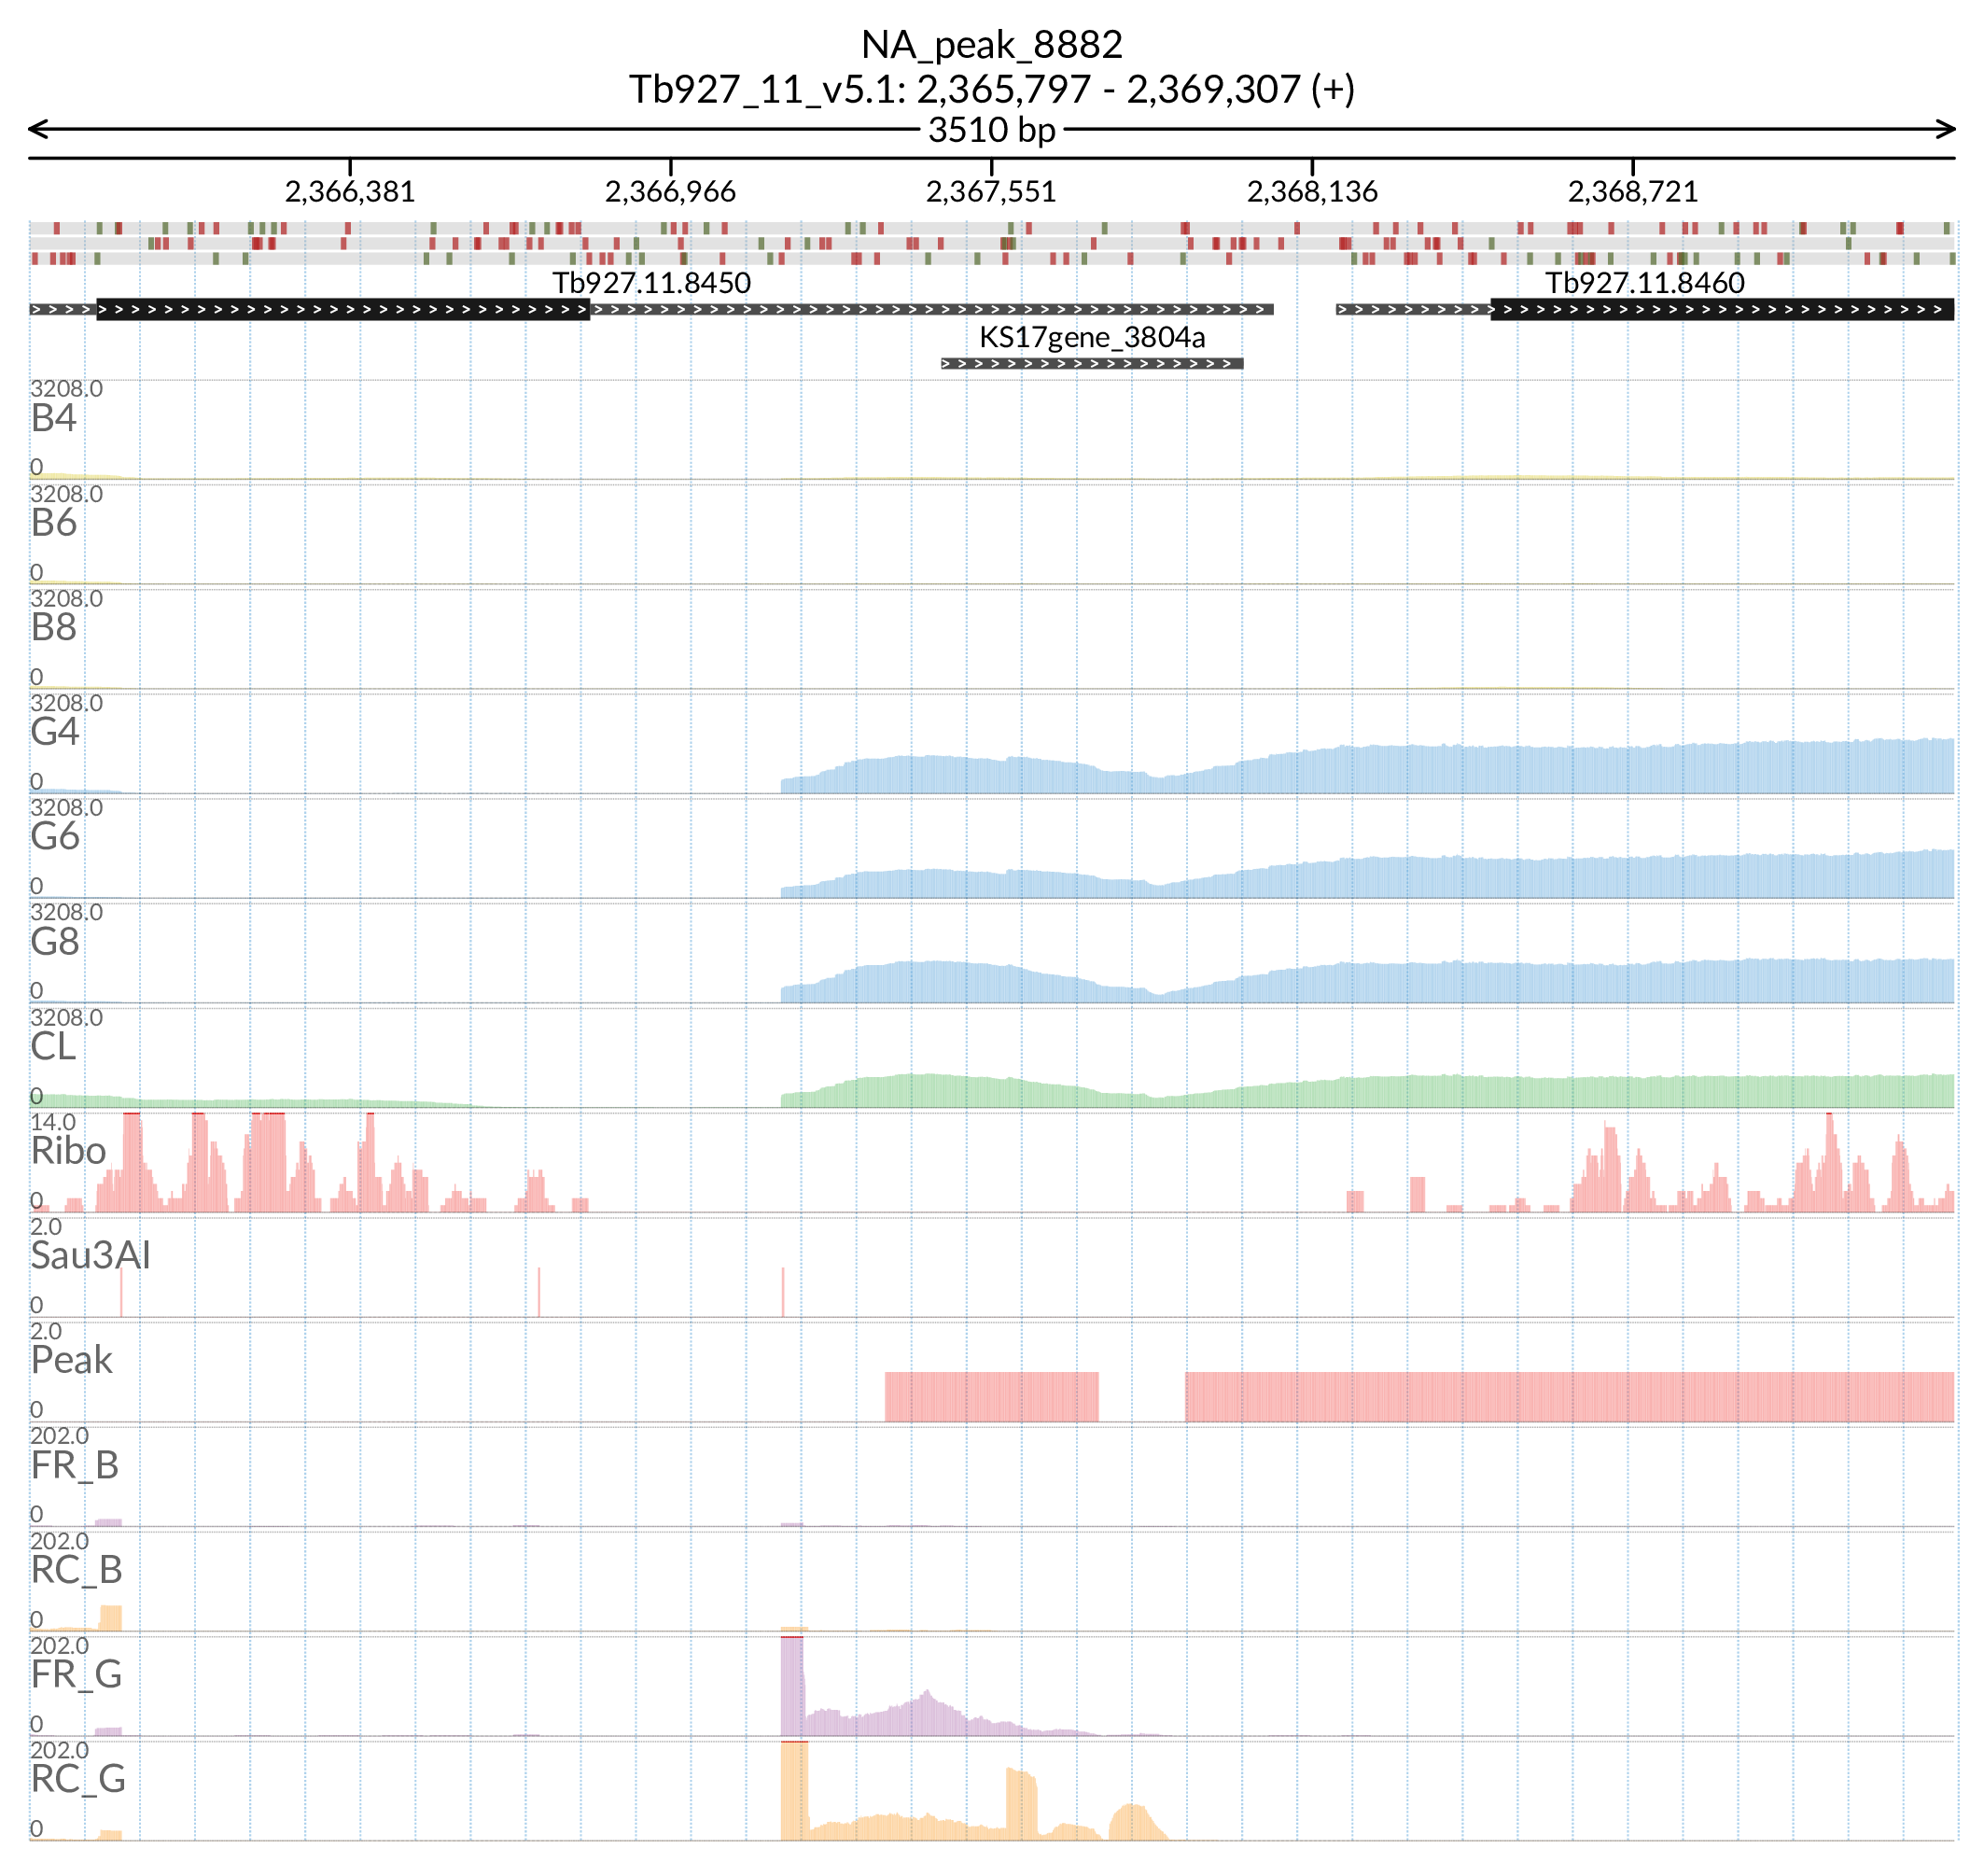 NA_peak_8882
Tb927_11_v5.1: 2,365,797 - 2,369,307 (+)
3510 bp
2,366,381 2,366,966 2,367,551 2,368,136 2,368,721
Tb927.11.8450 Tb927.11.8460
KS17gene_3804a
3208.0
B4
0
3208.0
B6
0
3208.0
B8
0
3208.0
G4
0
3208.0
G6
0
3208.0
G8
0
3208.0
CL
0
14.0
Ribo
0
2.0
Sau3AI
0
2.0
Peak
0
202.0
FR_B
0
202.0
RC_B
0
202.0
FR_G
0
202.0
RC_G
0